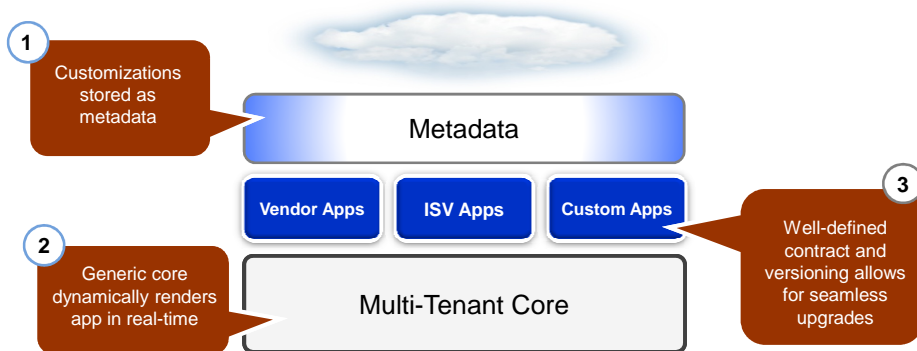 1
Customizations
stored as
metadata
Metadata
Vendor Apps
ISV Apps
Custom Apps
3
Well-defined
contract and
versioning allows
for seamless
upgrades
2
Generic core
dynamically renders
app in real-time
Multi-Tenant Core